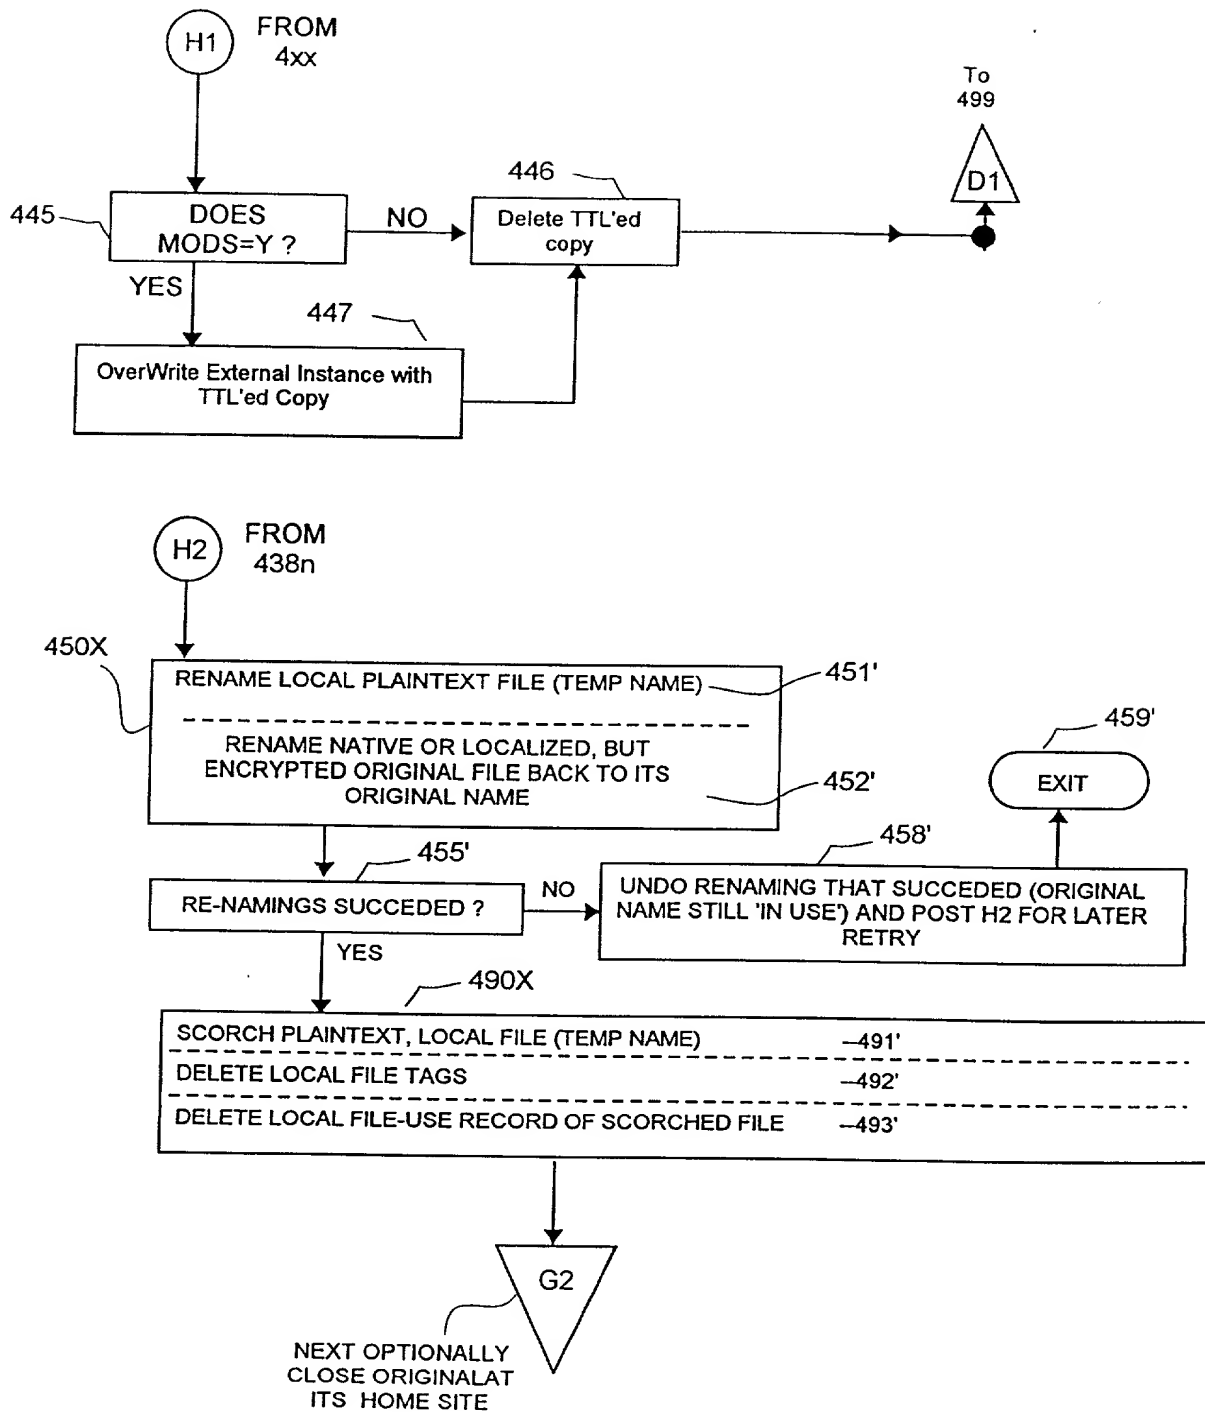 H1
FROM
4xx
To
499
D1
445
DOES
MODS=Y ?
NO
446
Delete TTL'ed
copy
YES
447
OverWrite External Instance with
TTL'ed Copy
H2
FROM
438n
450X
RENAME LOCAL PLAINTEXT FILE (TEMP NAME)
451'
RENAME NATIVE OR LOCALIZED, BUT
ENCRYPTED ORIGINAL FILE BACK TO ITS
ORIGINAL NAME
452'
459'
EXIT
455'
RE-NAMINGS SUCCEDED ?
NO
458'
UNDO RENAMING THAT SUCCEDED (ORIGINAL
NAME STILL 'IN USE') AND POST H2 FOR LATER
RETRY
YES
490X
SCORCH PLAINTEXT, LOCAL FILE (TEMP NAME) –491'
DELETE LOCAL FILE TAGS –492'
DELETE LOCAL FILE-USE RECORD OF SCORCHED FILE –493'
G2
NEXT OPTIONALLY
CLOSE ORIGINALAT
ITS HOME SITE